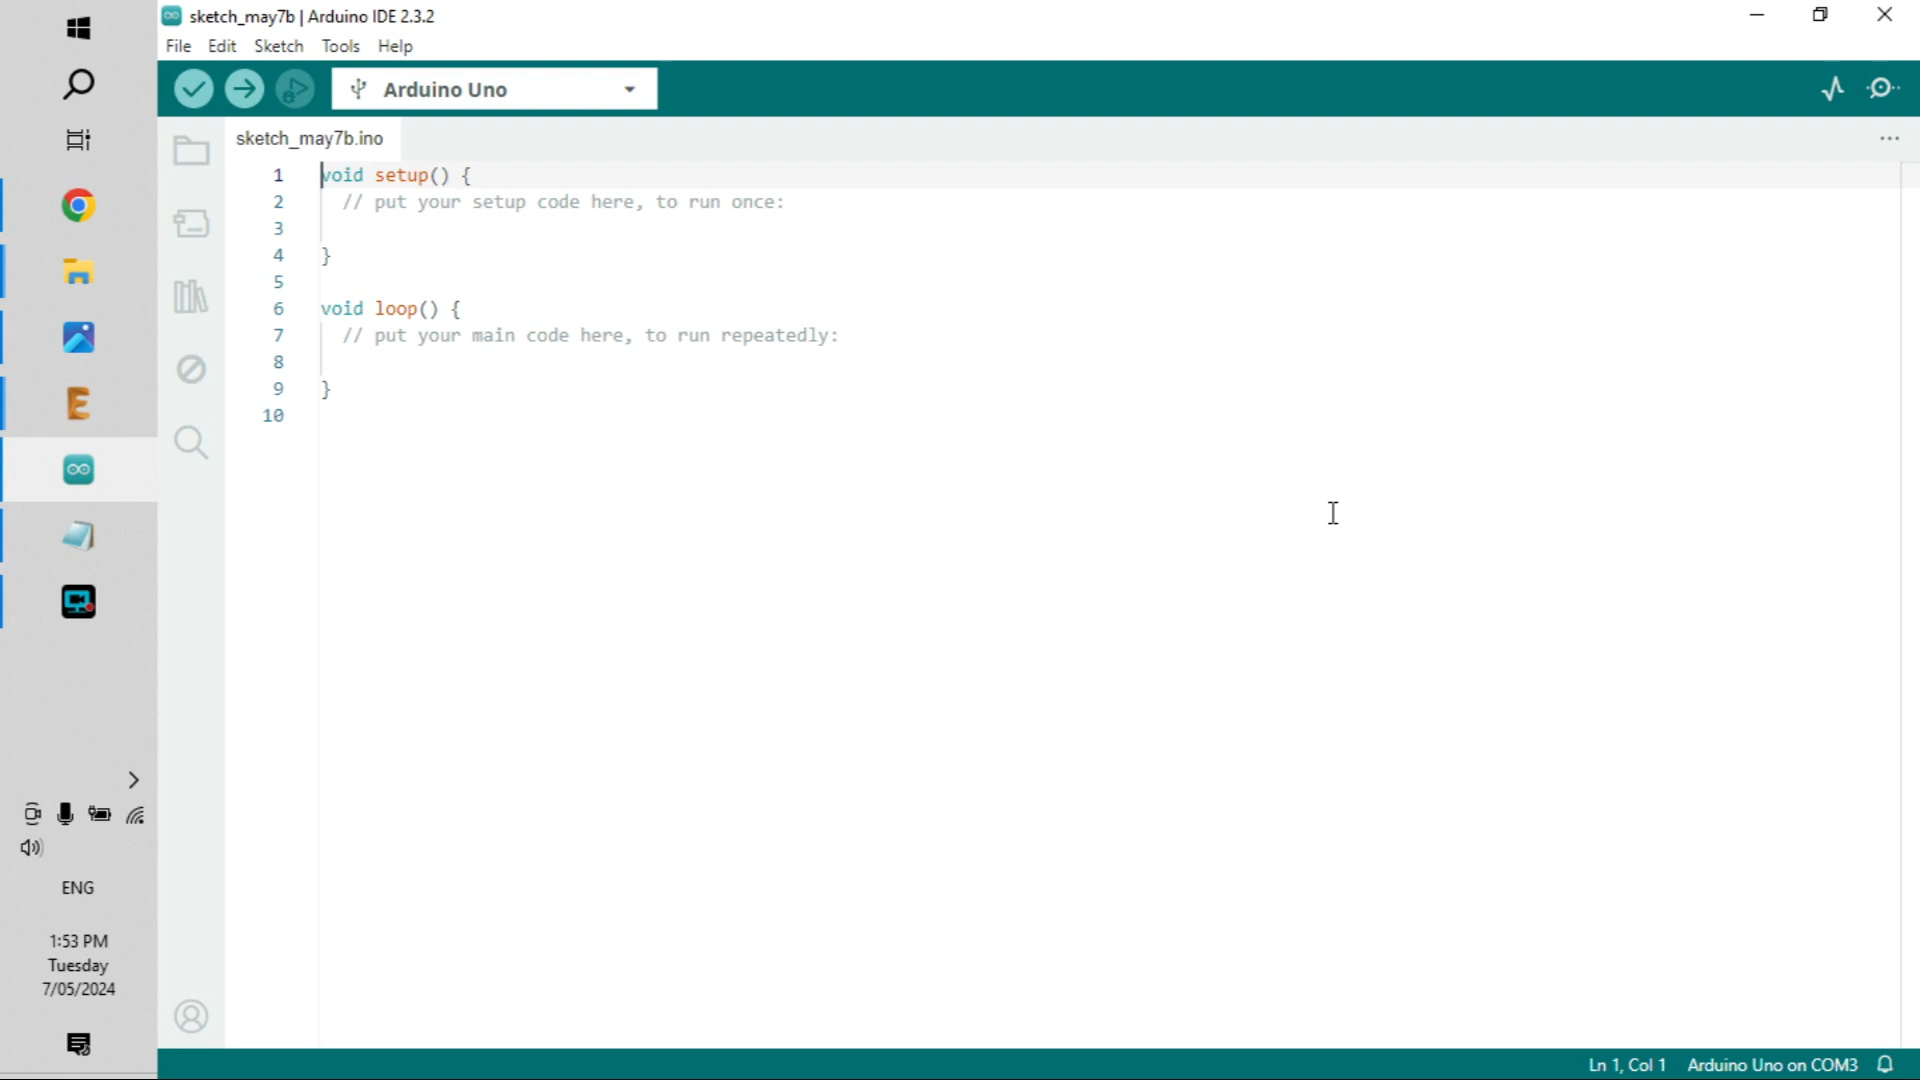 sketch_may7b | Arduino IDE 2.3.2
File Edit Sketch Tools Help
Arduino Uno
sketch_may7b.ino
1 void setup() {
2 // put your setup code here, to run once:
3
4 }
5
6 void loop() {
7 // put your main code here, to run repeatedly:
8
9 }
10
ENG
1:53 PM
Tuesday
7/05/2024
Ln 1, Col 1 Arduino Uno on COM3